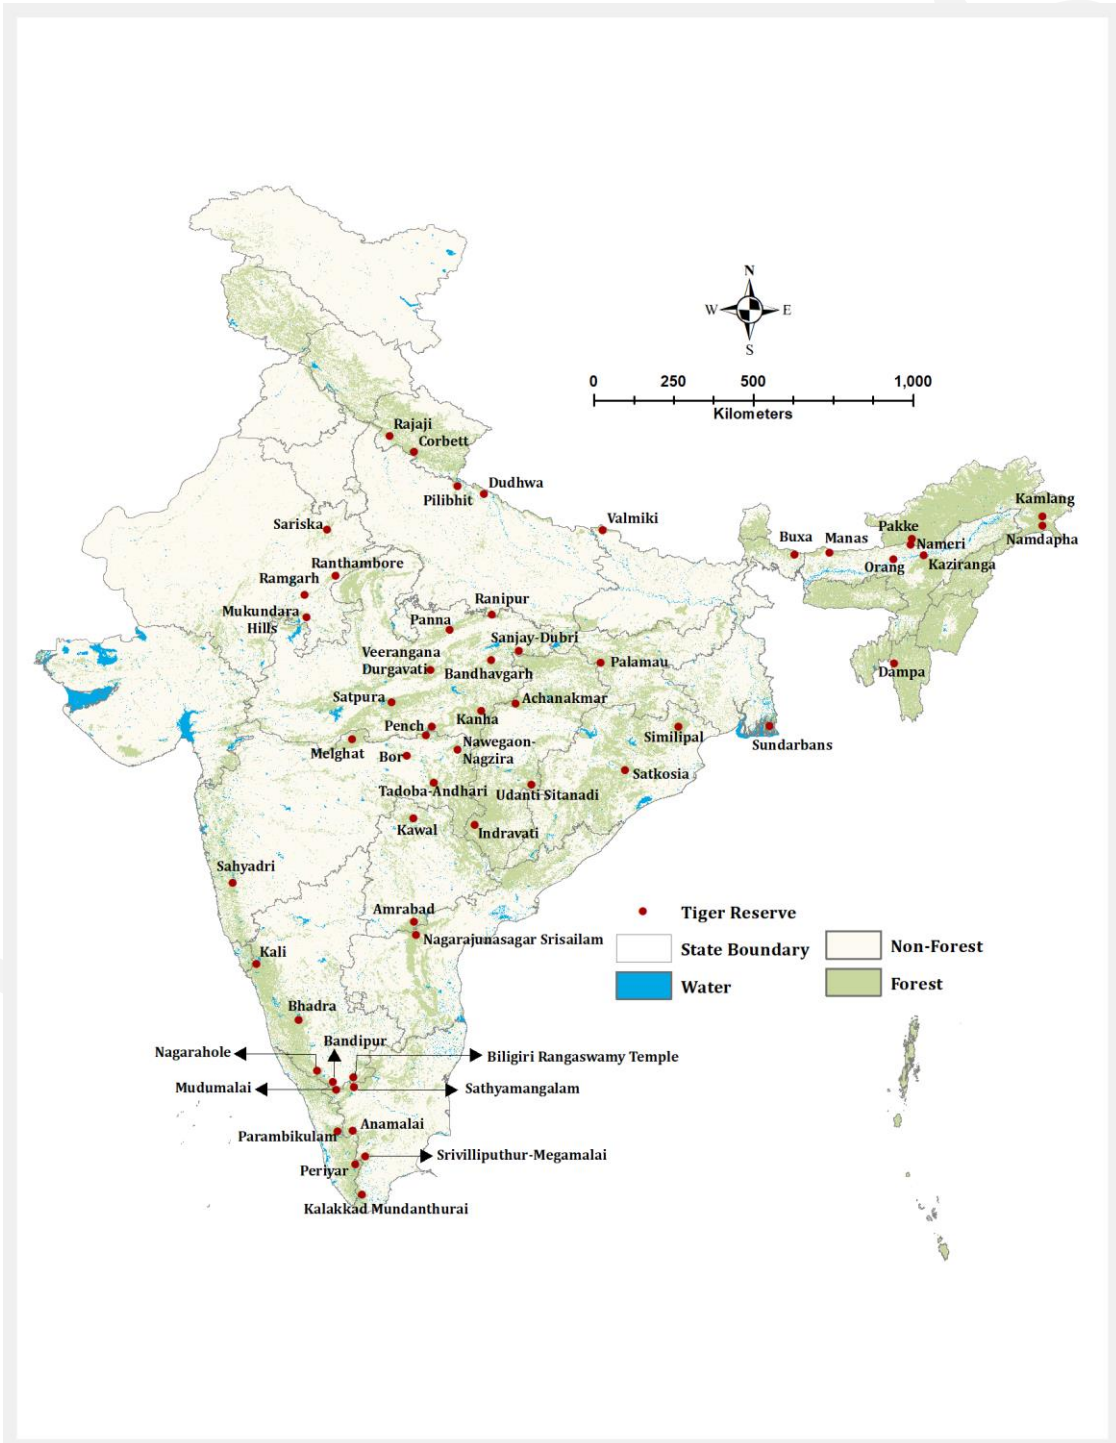 N
W
E
S
0 250 500 1,000
Kilometers
Rajaji
Corbett
Pilibhit
Dudhwa
Valmiki
Sariska
Ranthambore
Ramgarh
Mukundara
Hills
Ranipur
Panna
Sanjay-Dubri
Veerangana
Durgavati
Bandhavgarh
Palamau
Satpura
Achanakmar
Kanha
Pench
Melghat
Bor
Nawegaon-
Nagzira
Similipal
Sundarbans
Satkosia
Tadoba-Andhari
Udanti Sitanadi
Kawal
Indravati
Kamlang
Namdapha
Pakke
Nameri
Buxa
Manas
Orang
Kaziranga
Dampa
Sahyadri
Amrabad
Nagarajunasagar Srisailam
Kali
Bhadra
Bandipur
Nagarahole
Biligiri Rangaswamy Temple
Mudumalai
Sathyamangalam
Anamalai
Parambikulam
Srivilliputhur-Megamalai
Periyar
Kalakkad Mundanthurai
Tiger Reserve
State Boundary
Water
Non-Forest
Forest